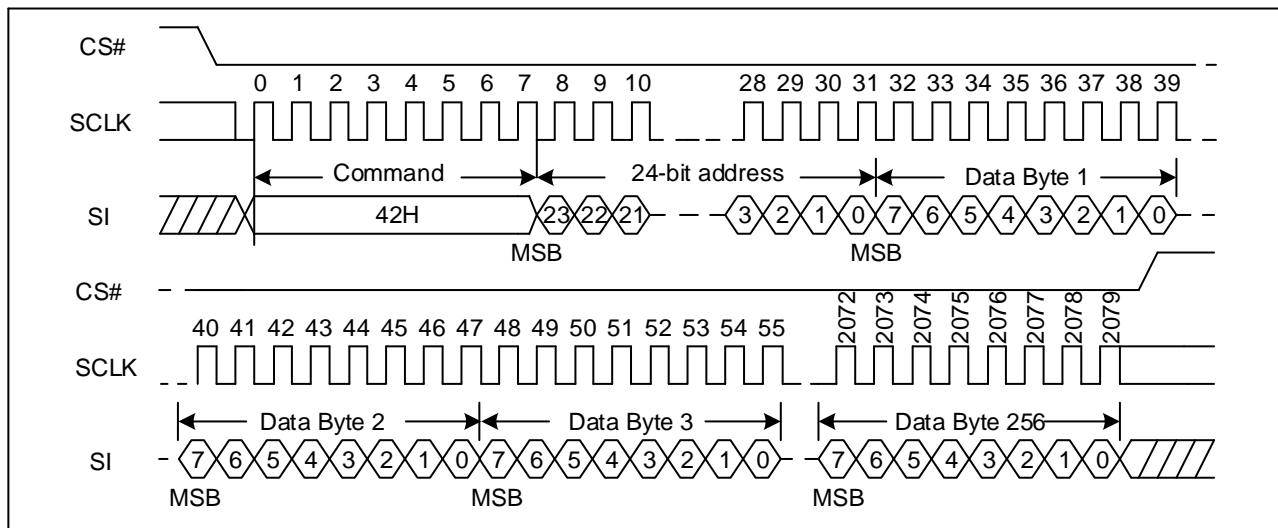 CS#
0 1 2 3 4 5 6 7 8 9 10 28 29 30 31 32 33 34 35 36 37 38 39
SCLK
Command 24-bit address Data Byte 1
SI 42H 23 22 21 3 2 1 0 7 6 5 4 3 2 1 0
MSB MSB
CS#
40 41 42 43 44 45 46 47 48 49 50 51 52 53 54 55 2072 2073 2074 2075 2076 2077 2078 2079
SCLK
Data Byte 2 Data Byte 3 Data Byte 256
SI 7 6 5 4 3 2 1 0 7 6 5 4 3 2 1 0 7 6 5 4 3 2 1 0
MSB MSB MSB